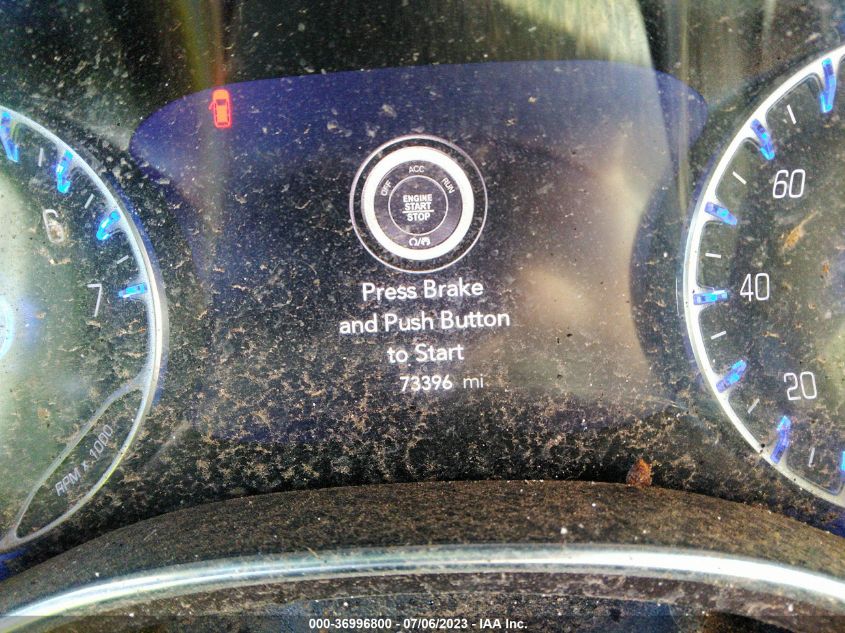 ACC
OFF
RUN
ENGINE
START
STOP
Press Brake
and Push Button
to Start
73396 mi
6
7
RPM x 1000
60
40
20
000-36996800 - 07/06/2023 - IAA Inc.